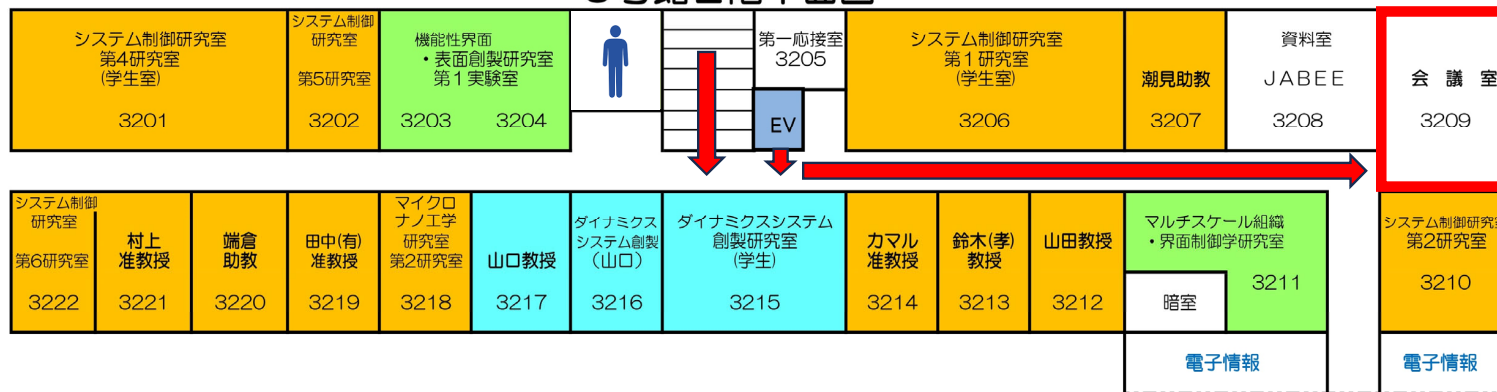 システム制御研究室
第4研究室
(学生室)
3201
システム制御
研究室
第5研究室
3202
機能性界面
・表面創製研究室
第1実験室
3203 3204
第一応接室
3205
EV
システム制御研究室
第1研究室
(学生室)
3206
潮見助教
3207
資料室
JABEE
3208
会議室
3209
システム制御
研究室
第6研究室
3222
村上
准教授
3221
端倉
助教
3220
田中(有)
准教授
3219
マイクロ
ナノ工学
研究室
第2研究室
3218
山口教授
3217
ダイナミクス
システム創製
(山口)
3216
ダイナミクスシステム
創製研究室
(学生)
3215
カマル
准教授
3214
鈴木(孝)
教授
3213
山田教授
3212
マルチスケール組織
・界面制御学研究室
3211
暗室
システム制御研究室
第2研究室
3210
電子情報
電子情報